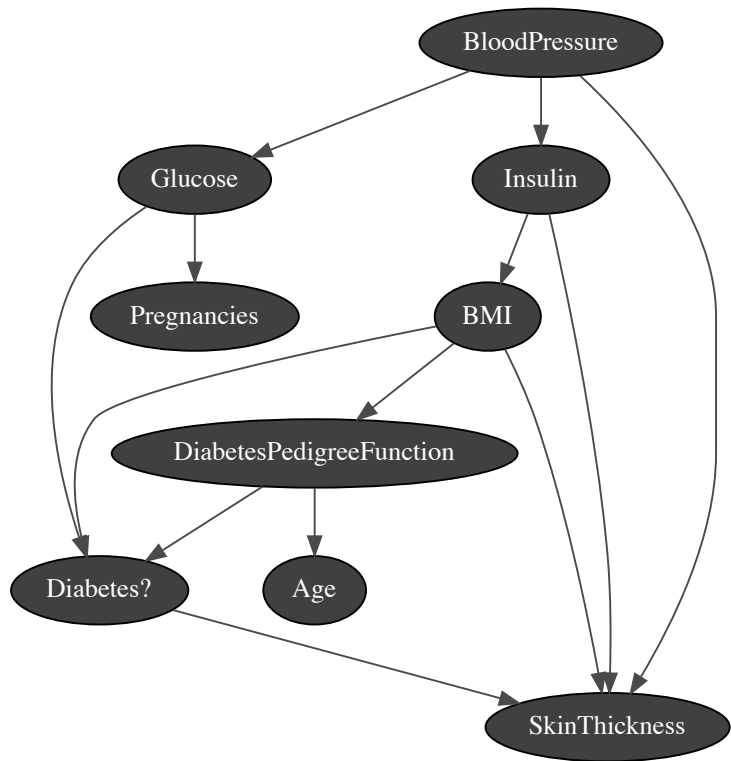 BloodPressure
Glucose
Insulin
Pregnancies
BMI
DiabetesPedigreeFunction
Diabetes?
Age
SkinThickness